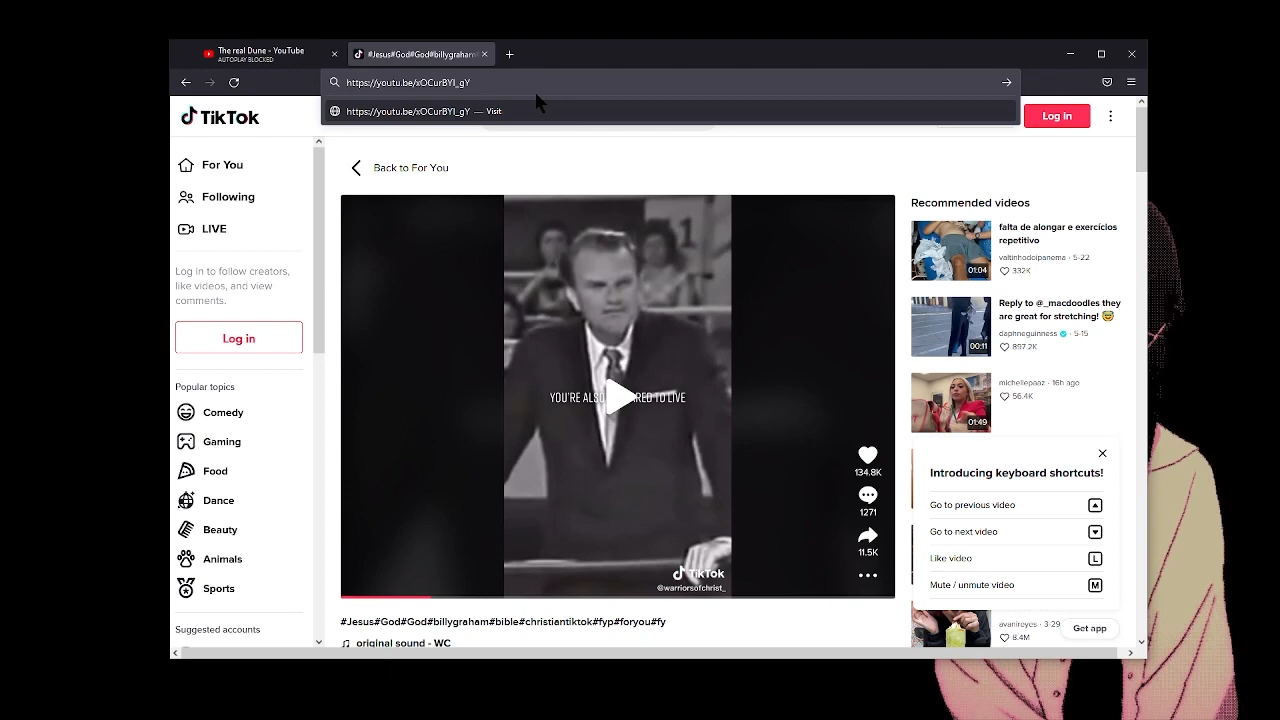 The real Dune - YouTube
AUTOPLAY BLOCKED
#Jesus#God#God#billygraham
https://youtu.be/xOCurBYI_gY
https://youtu.be/xOCurBYI_gY — Visit
TikTok
Log in
For You
Following
LIVE
Log in to follow creators,
like videos, and view
comments.
Log in
Popular topics
Comedy
Gaming
Food
Dance
Beauty
Animals
Sports
Suggested accounts
Back to For You
1
YOU'RE ALSO
TO LIVE
134.8K
1271
11.5K
TikTok
@warriorsofchrist_
#Jesus#God#God#billygraham#bible#christiantiktok#fyp#foryou#fy
original sound - WC
Recommended videos
01:04
falta de alongar e exercícios
repetitivo
valtinhodoipanema · 5-22
332K
00:11
Reply to @_macdoodles they
are great for stretching!
daphneguinness · 5-15
897.2K
01:49
michellepaaz · 16h ago
56.4K
Introducing keyboard shortcuts!
Go to previous video
Go to next video
Like video L
Mute / unmute video M
avanireyes · 3-29
8.4M
Get app